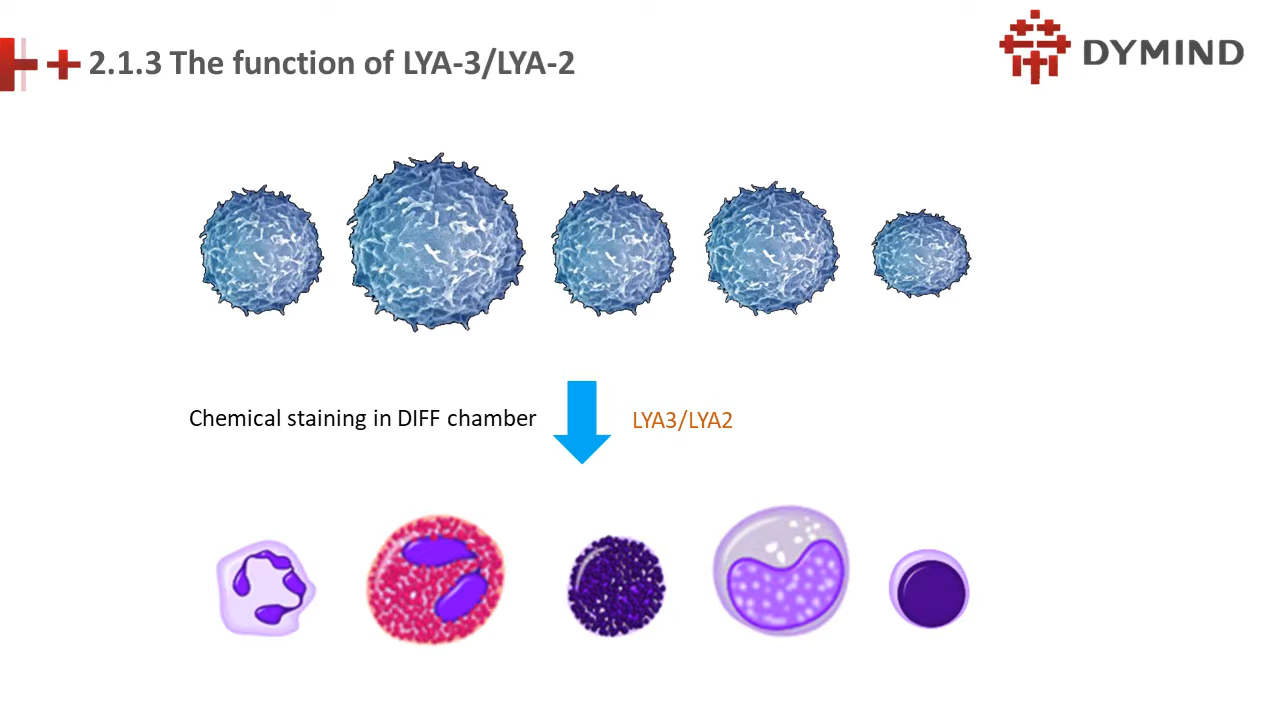 2.1.3 The function of LYA-3/LYA-2
DYMIND
Chemical staining in DIFF chamber
LYA3/LYA2